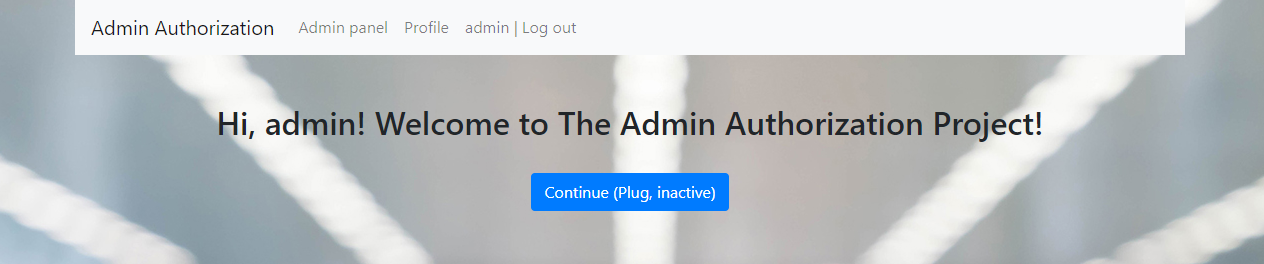 Admin Authorization Admin panel Profile admin | Log out
Hi, admin! Welcome to The Admin Authorization Project!
Continue (Plug, inactive)